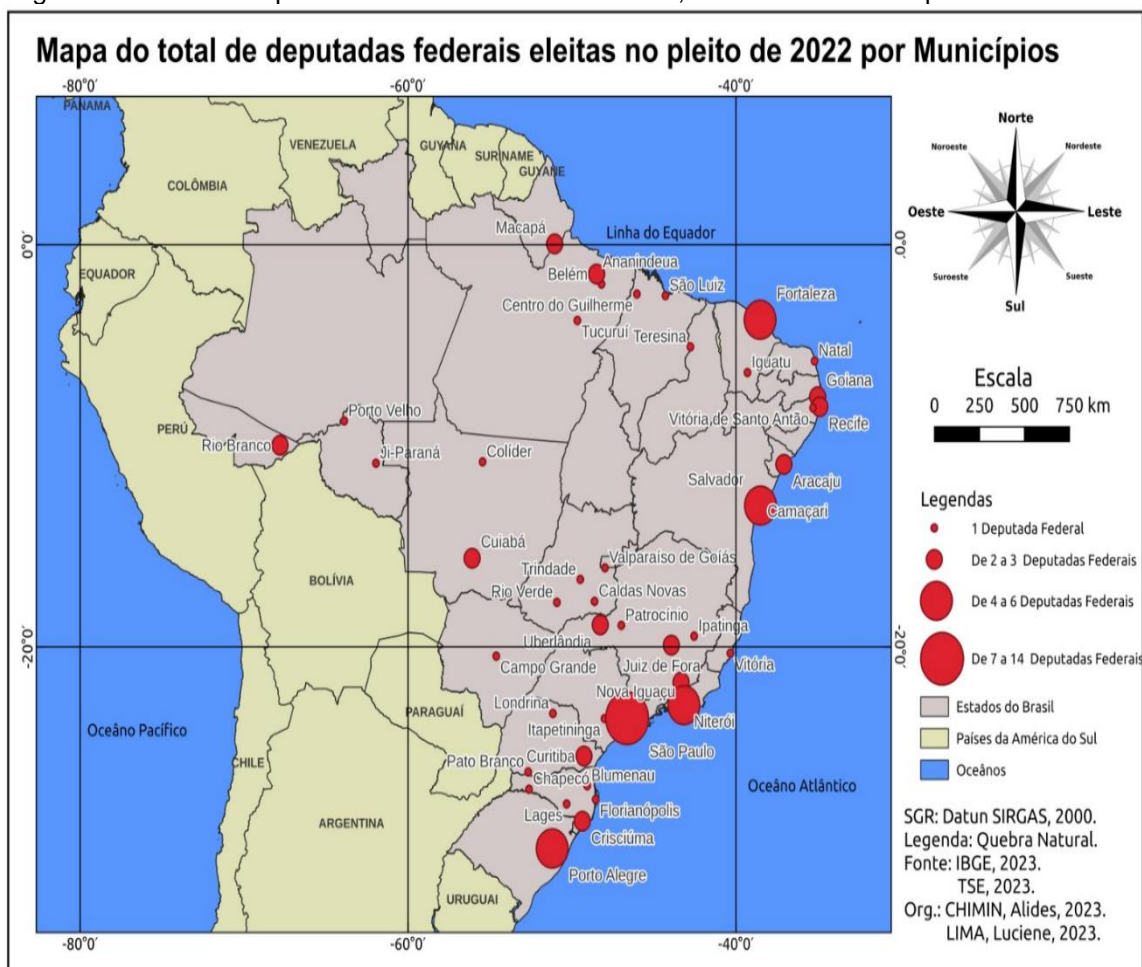 Mapa do total de deputadas federais eleitas no pleito de 2022 por Municípios
-80°0′ -60°0′ -40°0′
PANAMA
VENEZUELA
GUYANA
SURINAME
GUYANE
COLÔMBIA
Macapá
Linha do Equador
0°0′ 0°0′
EQUADOR
Ananindeua
Belém
São Luiz
Centro do Guilherme
Fortaleza
Tucuruí
Teresina
Natal
Iguatu
Goiana
Porto Velho
Vitória de Santo Antão
Recife
PERÚ
Rio Branco
Ji-Paraná
Colíder
Salvador
Aracaju
Camaçari
Cuiabá
Valparaíso de Goiás
BOLÍVIA
Trindade
Rio Verde
Caldas Novas
Patrocínio
Ipatinga
Uberlândia
-20°0′ -20°0′
Campo Grande
Juiz de Fora
Vitória
Nova Iguaçu
Londrina
PARAGUAÍ
Niterói
Oceâno Pacífico
Itapetininga
São Paulo
Curitiba
Pato Branco
CHILE
Chapecó
Blumenau
Oceâno Atlântico
Florianópolis
Lages
ARGENTINA
Crisciúma
Porto Alegre
URUGUAI
-80°0′ -60°0′ -40°0′
Norte
Noroeste Nordeste
Oeste Leste
Suroeste Sueste
Sul
Escala
0 250 500 750 km
Legendas
1 Deputada Federal
De 2 a 3 Deputadas Federais
De 4 a 6 Deputadas Federais
De 7 a 14 Deputadas Federais
Estados do Brasil
Países da América do Sul
Oceânos
SGR: Datun SIRGAS, 2000.
Legenda: Quebra Natural.
Fonte: IBGE, 2023.
TSE, 2023.
Org.: CHIMIN, Alides, 2023.
LIMA, Luciene, 2023.